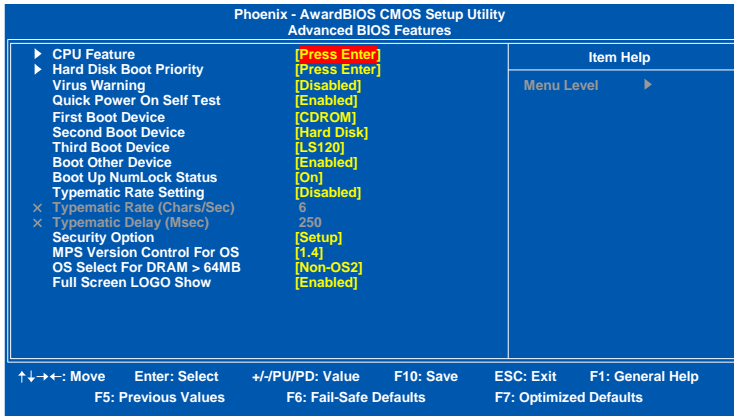 Phoenix - AwardBIOS CMOS Setup Utility
Advanced BIOS Features
▶ CPU Feature [Press Enter]
▶ Hard Disk Boot Priority [Press Enter]
Virus Warning [Disabled]
Quick Power On Self Test [Enabled]
First Boot Device [CDROM]
Second Boot Device [Hard Disk]
Third Boot Device [LS120]
Boot Other Device [Enabled]
Boot Up NumLock Status [On]
Typematic Rate Setting [Disabled]
× Typematic Rate (Chars/Sec) 6
× Typematic Delay (Msec) 250
Security Option [Setup]
MPS Version Control For OS [1.4]
OS Select For DRAM > 64MB [Non-OS2]
Full Screen LOGO Show [Enabled]
Item Help
Menu Level ▶
↑↓→←: Move Enter: Select +/-/PU/PD: Value F10: Save ESC: Exit F1: General Help
F5: Previous Values F6: Fail-Safe Defaults F7: Optimized Defaults